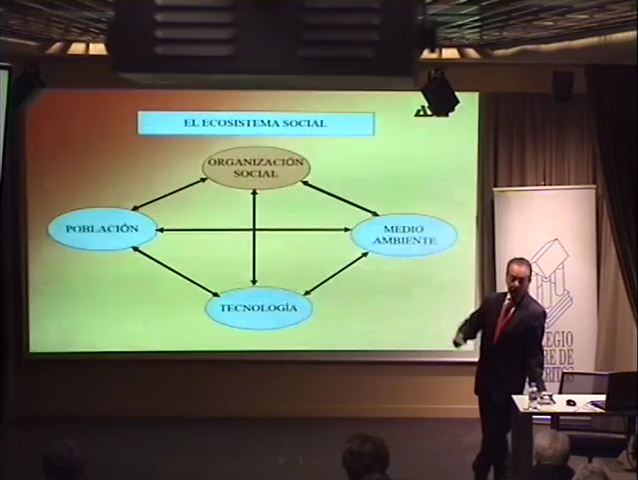 EL ECOSISTEMA SOCIAL
ORGANIZACIÓN
SOCIAL
POBLACIÓN
MEDIO
AMBIENTE
TECNOLOGÍA